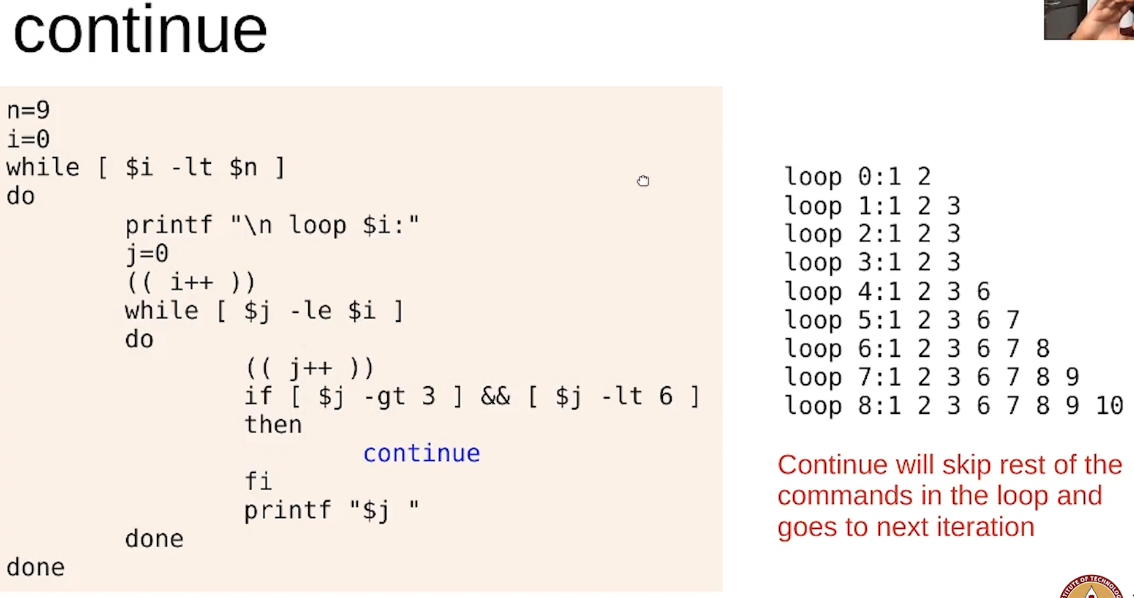 continue
n=9
i=0
while [ $i -lt $n ]
do
printf "\n loop $i:"
j=0
(( i++ ))
while [ $j -le $i ]
do
(( j++ ))
if [ $j -gt 3 ] && [ $j -lt 6 ]
then
continue
fi
printf "$j "
done
done
loop 0:1 2
loop 1:1 2 3
loop 2:1 2 3
loop 3:1 2 3
loop 4:1 2 3 6
loop 5:1 2 3 6 7
loop 6:1 2 3 6 7 8
loop 7:1 2 3 6 7 8 9
loop 8:1 2 3 6 7 8 9 10
Continue will skip rest of the
commands in the loop and
goes to next iteration